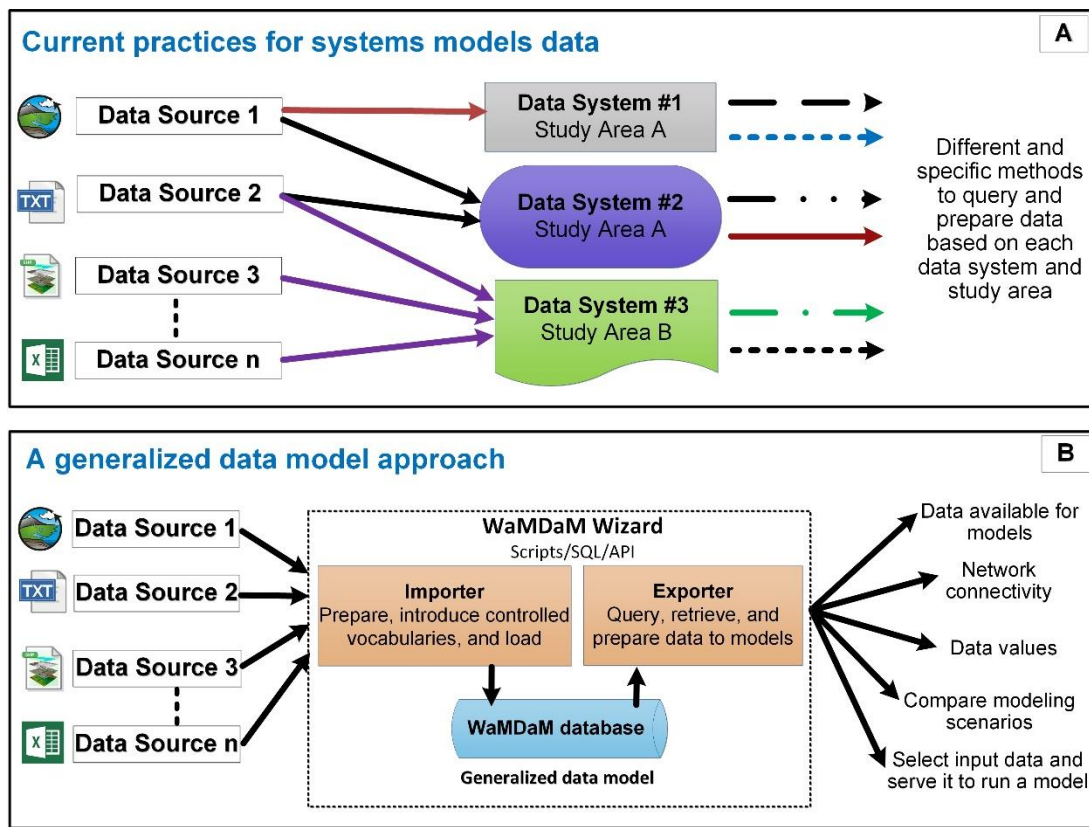 Current practices for systems models data
A
Data Source 1
TXT
Data Source 2
Data Source 3
X
Data Source n
Data System #1
Study Area A
Data System #2
Study Area A
Data System #3
Study Area B
Different and
specific methods
to query and
prepare data
based on each
data system and
study area
A generalized data model approach
B
Data Source 1
TXT
Data Source 2
Data Source 3
X
Data Source n
WaMDaM Wizard
Scripts/SQL/API
Importer
Prepare, introduce controlled
vocabularies, and load
Exporter
Query, retrieve, and
prepare data to models
WaMDaM database
Generalized data model
Data available for
models
Network
connectivity
Data values
Compare modeling
scenarios
Select input data and
serve it to run a model